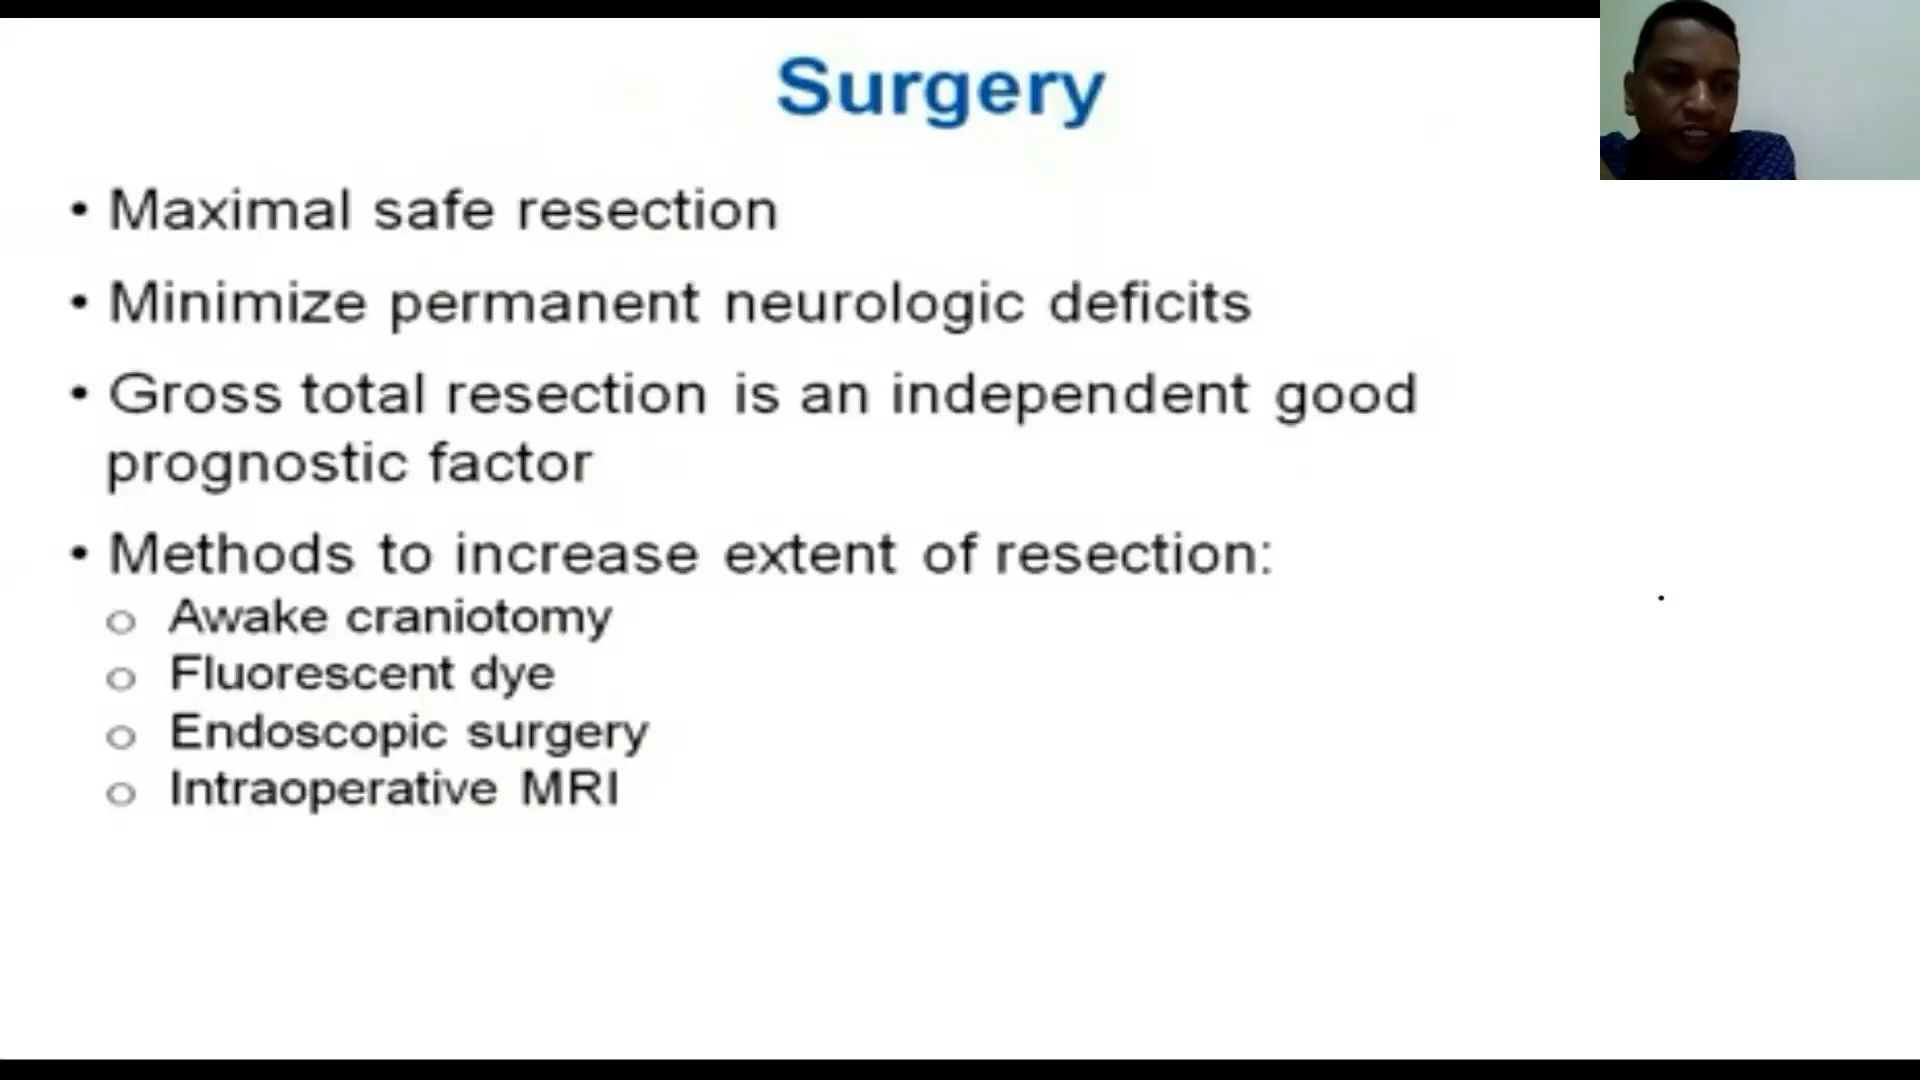 Surgery
• Maximal safe resection
• Minimize permanent neurologic deficits
• Gross total resection is an independent good
prognostic factor
• Methods to increase extent of resection:
o Awake craniotomy
o Fluorescent dye
o Endoscopic surgery
o Intraoperative MRI